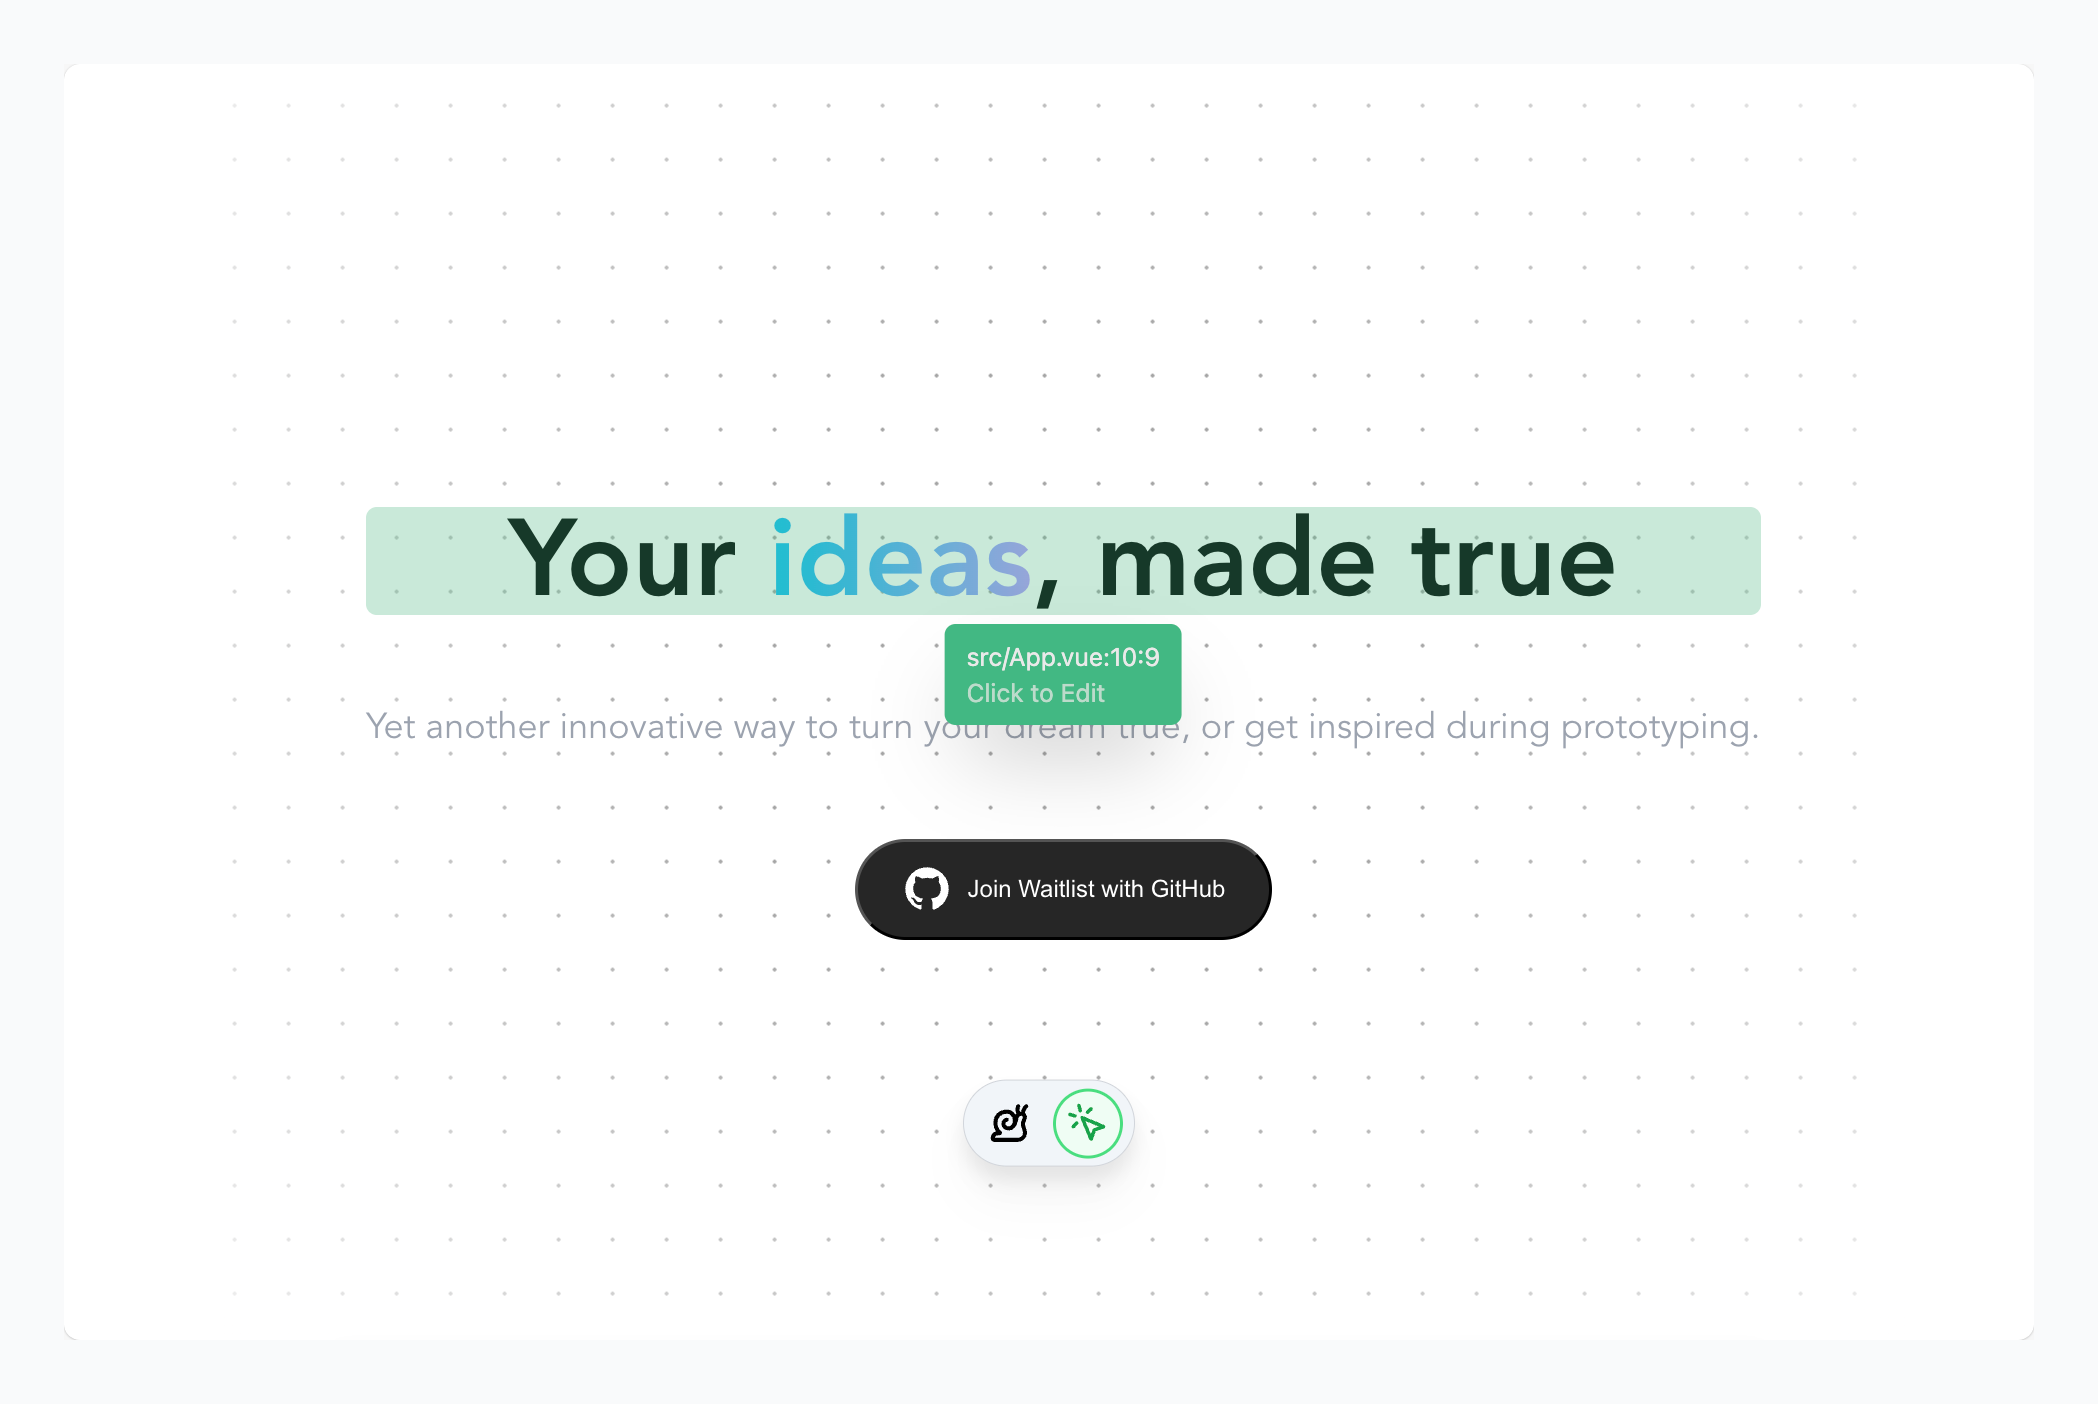 Your ideas, made true
src/App.vue:10:9
Click to Edit
Yet another innovative way to turn your dream true, or get inspired during prototyping.
Join Waitlist with GitHub